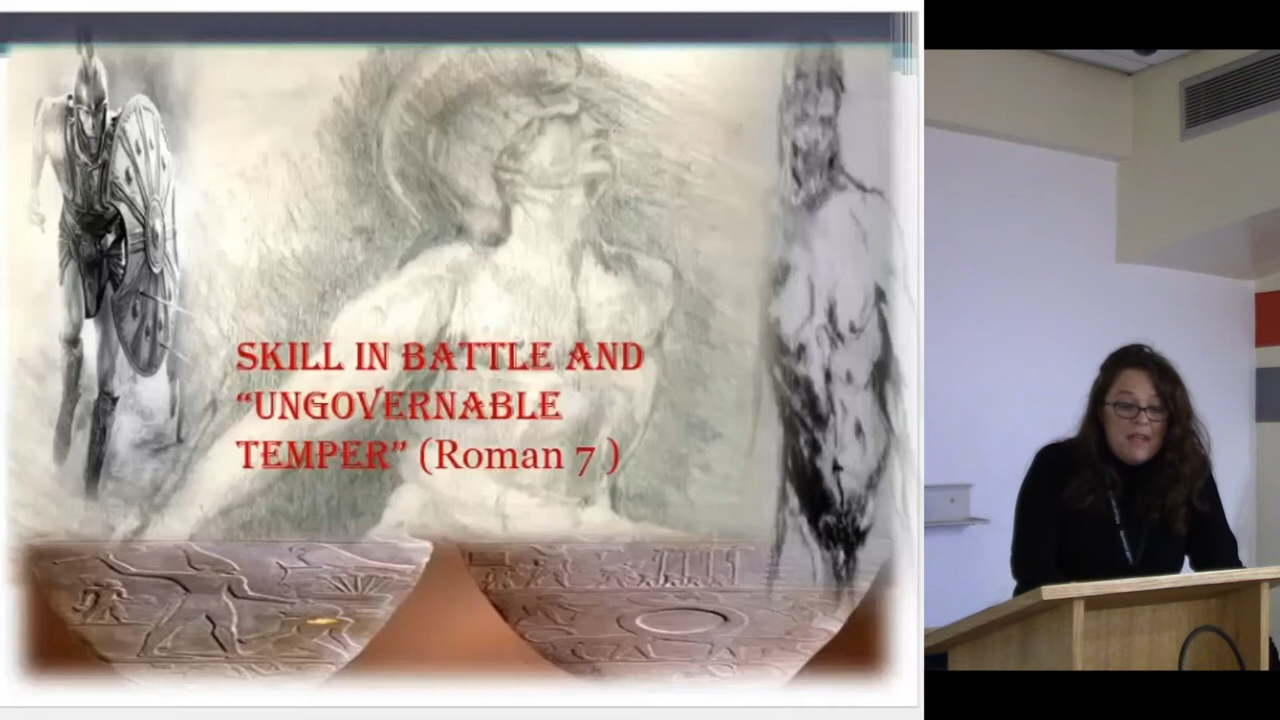 SKILL IN BATTLE AND
“UNGOVERNABLE
TEMPER” (Roman 7 )